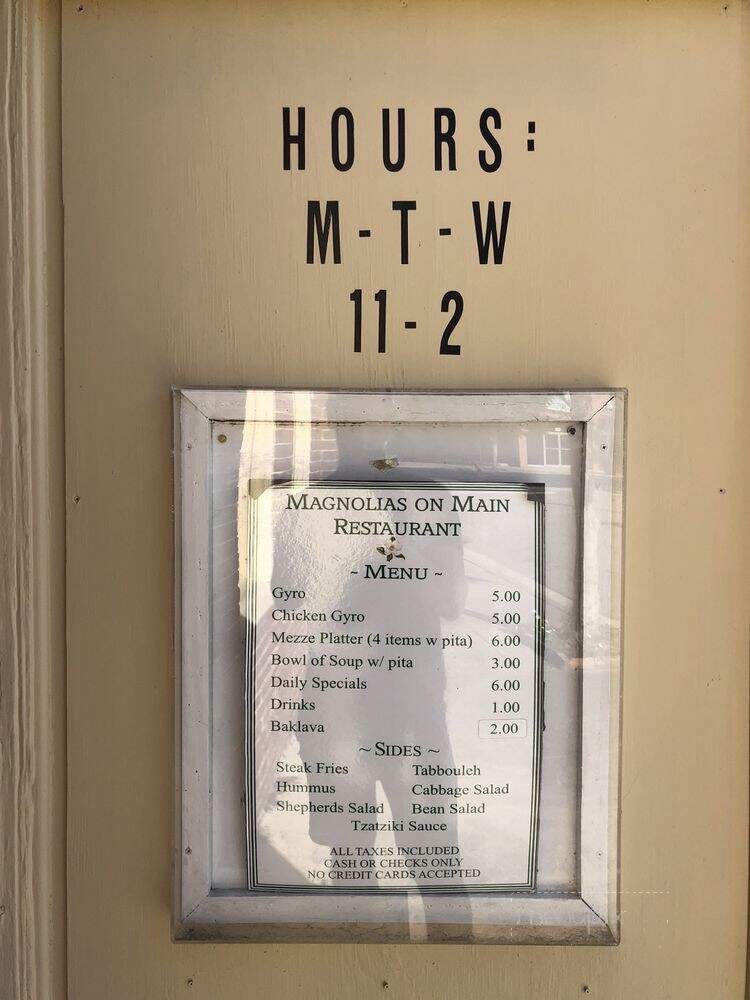 HOURS:
M-T-W
11-2
MAGNOLIAS ON MAIN
RESTAURANT
~ MENU ~
Gyro 5.00
Chicken Gyro 5.00
Mezze Platter (4 items w pita) 6.00
Bowl of Soup w/ pita 3.00
Daily Specials 6.00
Drinks 1.00
Baklava 2.00
~ SIDES ~
Steak Fries Tabbouleh
Hummus Cabbage Salad
Shepherds Salad Bean Salad
Tzatziki Sauce
ALL TAXES INCLUDED
CASH OR CHECKS ONLY
NO CREDIT CARDS ACCEPTED